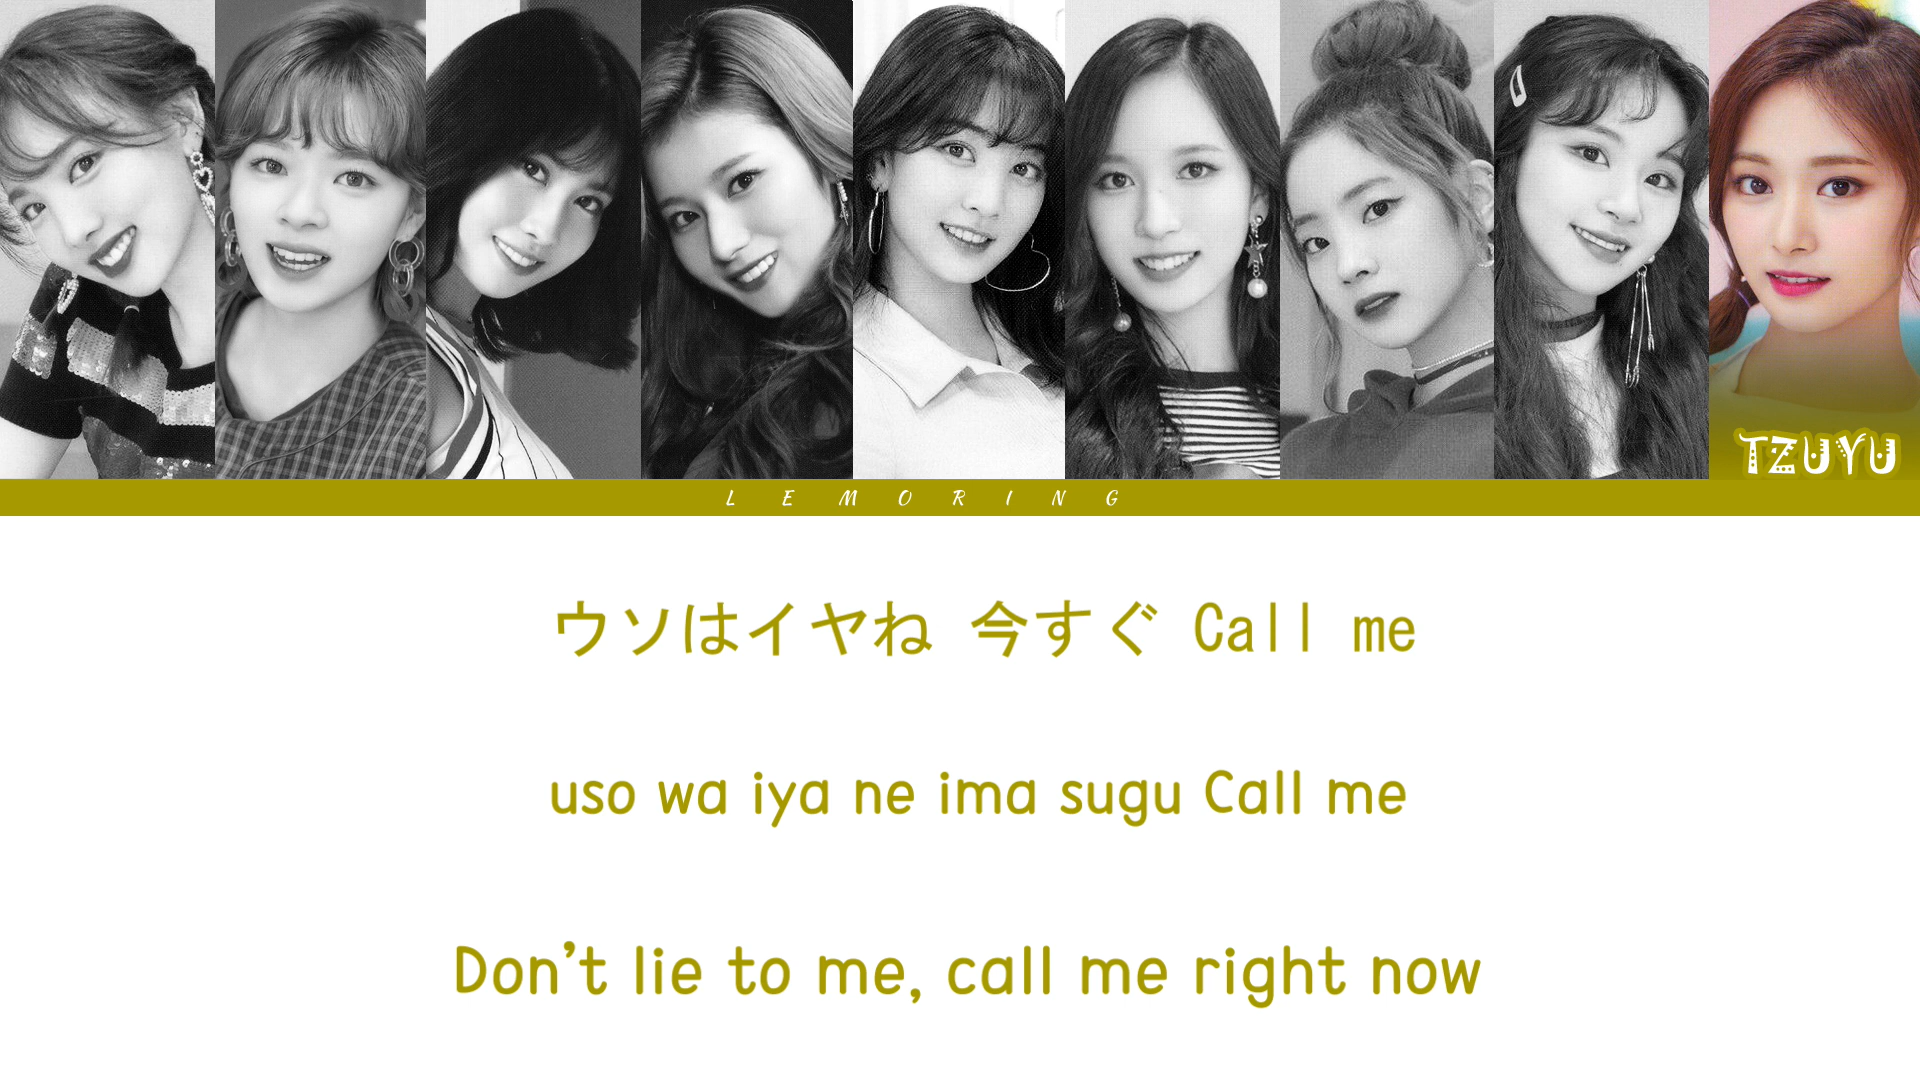 TZUYU
LEMORING
ウソはイヤね 今すぐ Call me
uso wa iya ne ima sugu Call me
Don't lie to me, call me right now